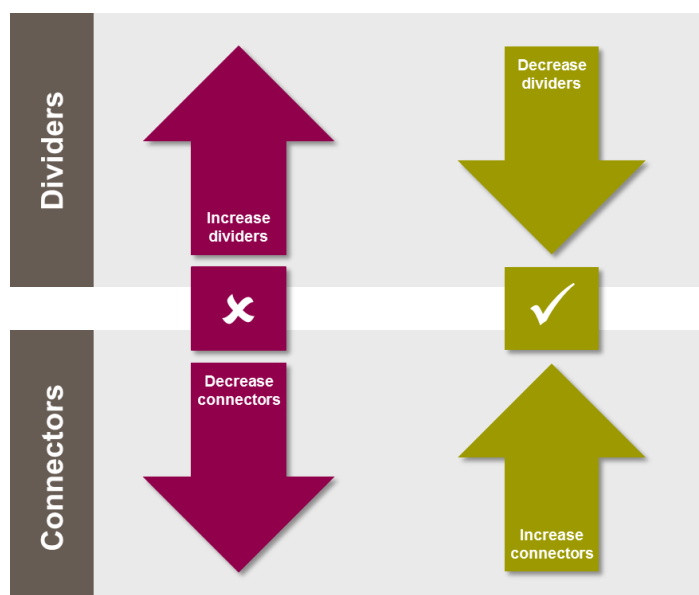 Dividers
Increase
dividers
Decrease
dividers
Connectors
Decrease
connectors
Increase
connectors